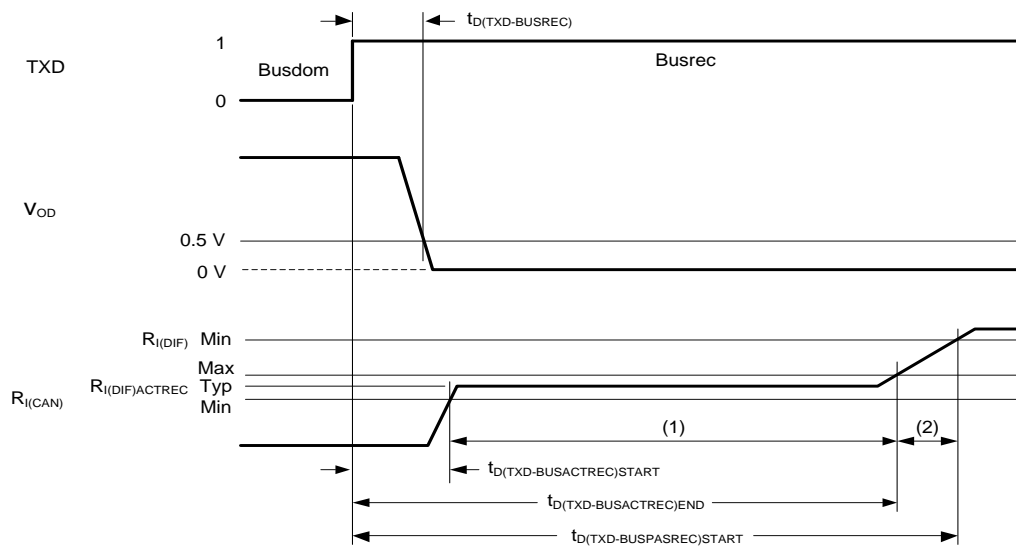 t_D(TXD-BUSREC)
1
TXD
Busdom
Busrec
0
V_OD
0.5 V
0 V
R_I(DIF) Min
Max
R_I(DIF)ACTREC Typ
R_I(CAN)
Min
(1)
(2)
t_D(TXD-BUSACTREC)START
t_D(TXD-BUSACTREC)END
t_D(TXD-BUSPASREC)START